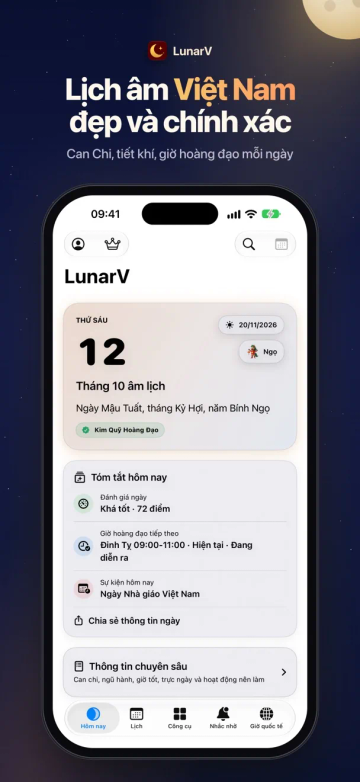 LunarV
Lịch âm Việt Nam
đẹp và chính xác
Can Chi, tiết khí, giờ hoàng đạo mỗi ngày
09:41
LunarV
THỨ SÁU
20/11/2026
12
Ngọ
Tháng 10 âm lịch
Ngày Mậu Tuất, tháng Kỷ Hợi, năm Bính Ngọ
Kim Quỹ Hoàng Đạo
Tóm tắt hôm nay
Đánh giá ngày
Khá tốt · 72 điểm
Giờ hoàng đạo tiếp theo
Đinh Tỵ 09:00-11:00 · Hiện tại · Đang
diễn ra
Sự kiện hôm nay
Ngày Nhà giáo Việt Nam
Chia sẻ thông tin ngày
Thông tin chuyên sâu
Can chi, ngũ hành, giờ tốt, trực ngày và hoạt động nên làm
Hôm nay
Lịch
Công cụ
Nhắc nhở
Giờ quốc tế